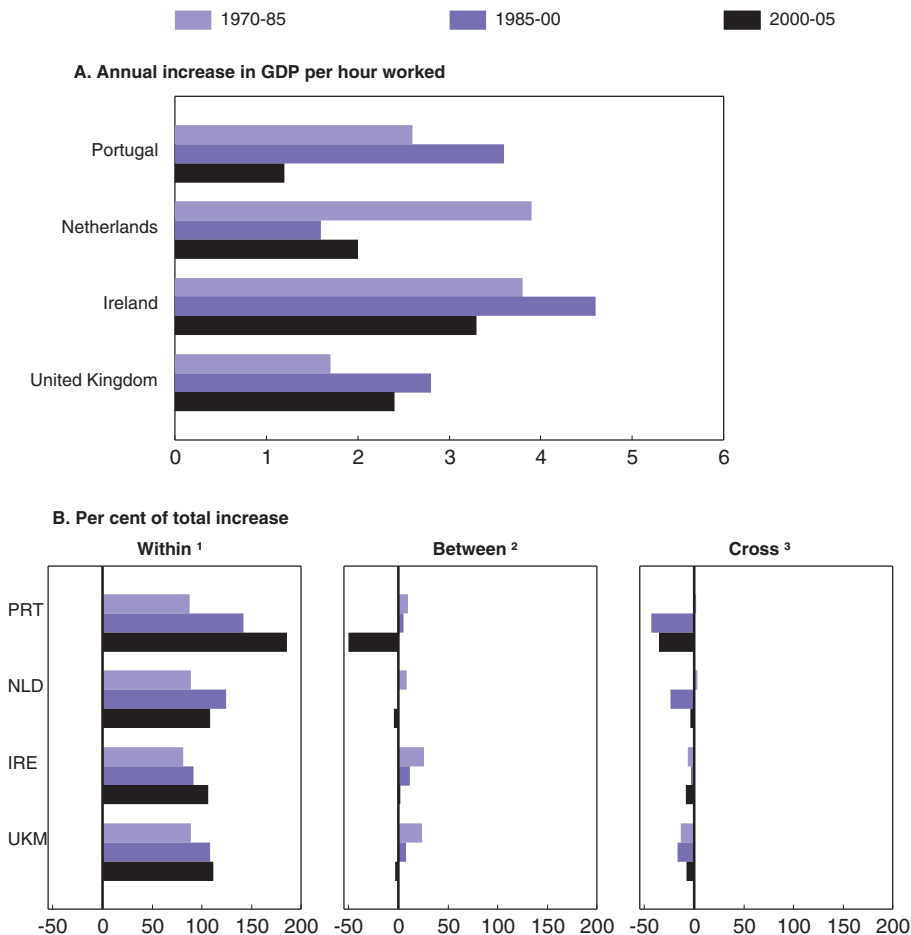 1970-85 1985-00 2000-05
A. Annual increase in GDP per hour worked
Portugal
Netherlands
Ireland
United Kingdom
0 1 2 3 4 5 6
B. Per cent of total increase
Within ¹ Between ² Cross ³
PRT
NLD
IRE
UKM
-50 0 50 100 150 200 -50 0 50 100 150 200 -50 0 50 100 150 200